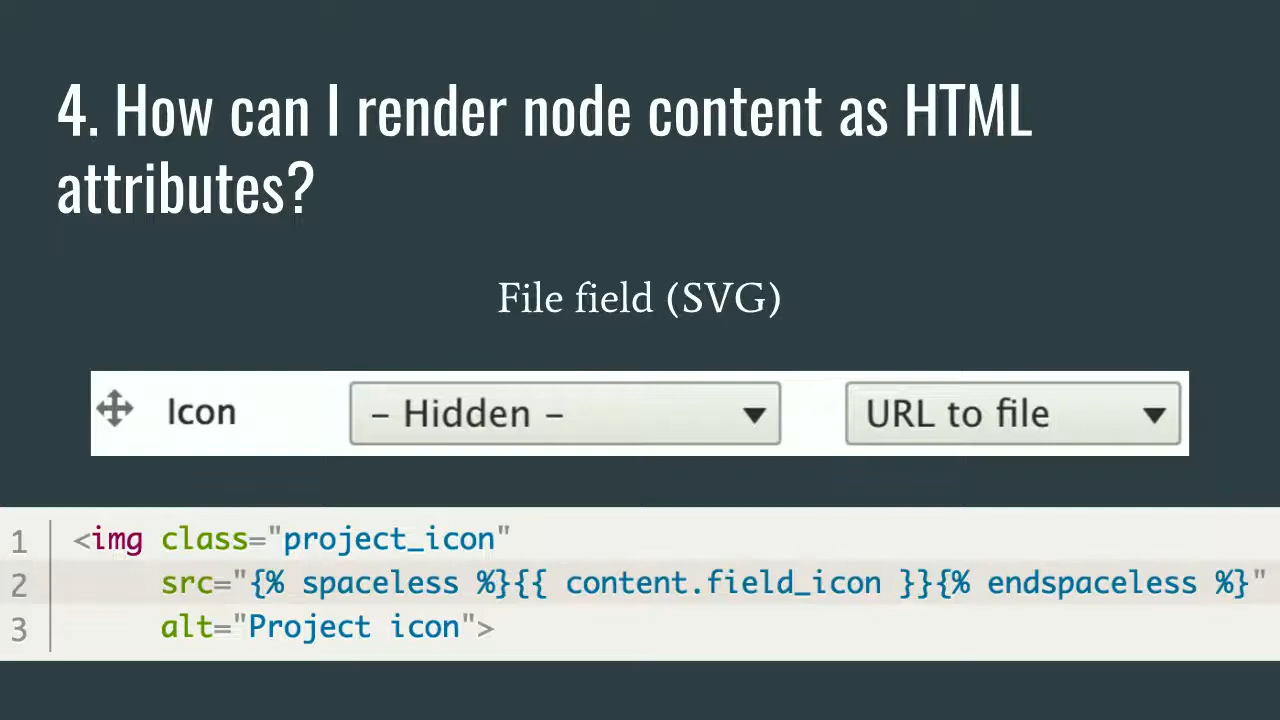 4. How can I render node content as HTML
attributes?
File field (SVG)
Icon – Hidden – URL to file
1 <img class="project_icon"
2 src="{% spaceless %}{{ content.field_icon }}{% endspaceless %}"
3 alt="Project icon">